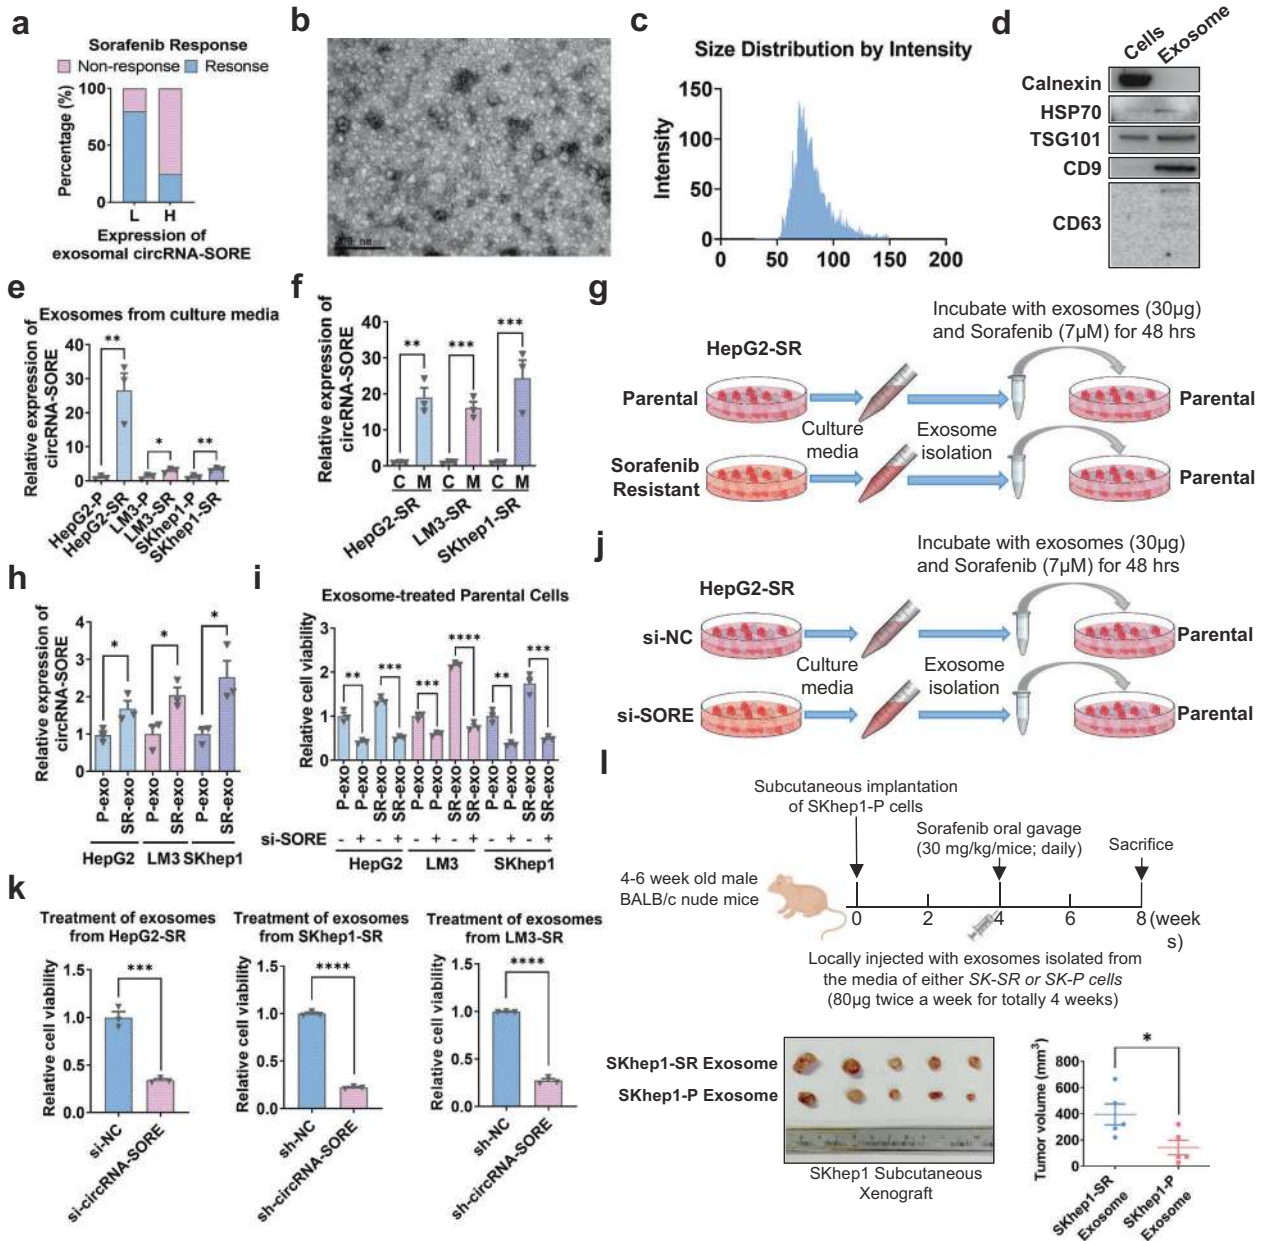 a
Sorafenib Response
Non-response
Resonse
Percentage (%)
100
50
0
L
H
Expression of
exosomal circRNA-SORE
b
c
Size Distribution by Intensity
Intensity
150
100
50
0
0
50
100
150
200
d
Cells
Exosome
Calnexin
HSP70
TSG101
CD9
CD63
e
Exosomes from culture media
Relative expression of
circRNA-SORE
40
30
20
10
0
**
*
**
HepG2-P
HepG2-SR
LM3-P
LM3-SR
SKhep1-P
SKhep1-SR
f
Relative expression of
circRNA-SORE
40
30
20
10
0
**
***
***
C M C M C M
HepG2-SR
LM3-SR
SKhep1-SR
g
Incubate with exosomes (30µg)
and Sorafenib (7µM) for 48 hrs
HepG2-SR
Parental
Parental
Culture
media
Exosome
isolation
Sorafenib
Resistant
Parental
h
Relative expression of
circRNA-SORE
4
3
2
1
0
*
*
*
P-exo
SR-exo
P-exo
SR-exo
P-exo
SR-exo
HepG2
LM3
SKhep1
i
Exosome-treated Parental Cells
Relative cell viability
3
2
1
0
**
***
***
****
**
***
P-exo
P-exo
SR-exo
SR-exo
P-exo
P-exo
SR-exo
SR-exo
P-exo
P-exo
SR-exo
SR-exo
si-SORE - + - + - + - + - + - +
HepG2
LM3
SKhep1
j
Incubate with exosomes (30µg)
and Sorafenib (7µM) for 48 hrs
HepG2-SR
si-NC
Parental
Culture
media
Exosome
isolation
si-SORE
Parental
k
Treatment of exosomes
from HepG2-SR
Relative cell viability
1.5
1.0
0.5
0.0
***
si-NC
si-circRNA-SORE
Treatment of exosomes
from SKhep1-SR
Relative cell viability
1.5
1.0
0.5
0.0
****
sh-NC
sh-circRNA-SORE
Treatment of exosomes
from LM3-SR
Relative cell viability
1.5
1.0
0.5
0.0
****
sh-NC
sh-circRNA-SORE
l
Subcutaneous implantation
of SKhep1-P cells
Sorafenib oral gavage
(30 mg/kg/mice; daily)
Sacrifice
4-6 week old male
BALB/c nude mice
0
2
4
6
8
(week
s)
Locally injected with exosomes isolated from
the media of either SK-SR or SK-P cells
(80µg twice a week for totally 4 weeks)
SKhep1-SR Exosome
SKhep1-P Exosome
SKhep1 Subcutaneous
Xenograft
Tumor volume (mm³)
800
600
400
200
0
*
SKhep1-SR
Exosome
SKhep1-P
Exosome